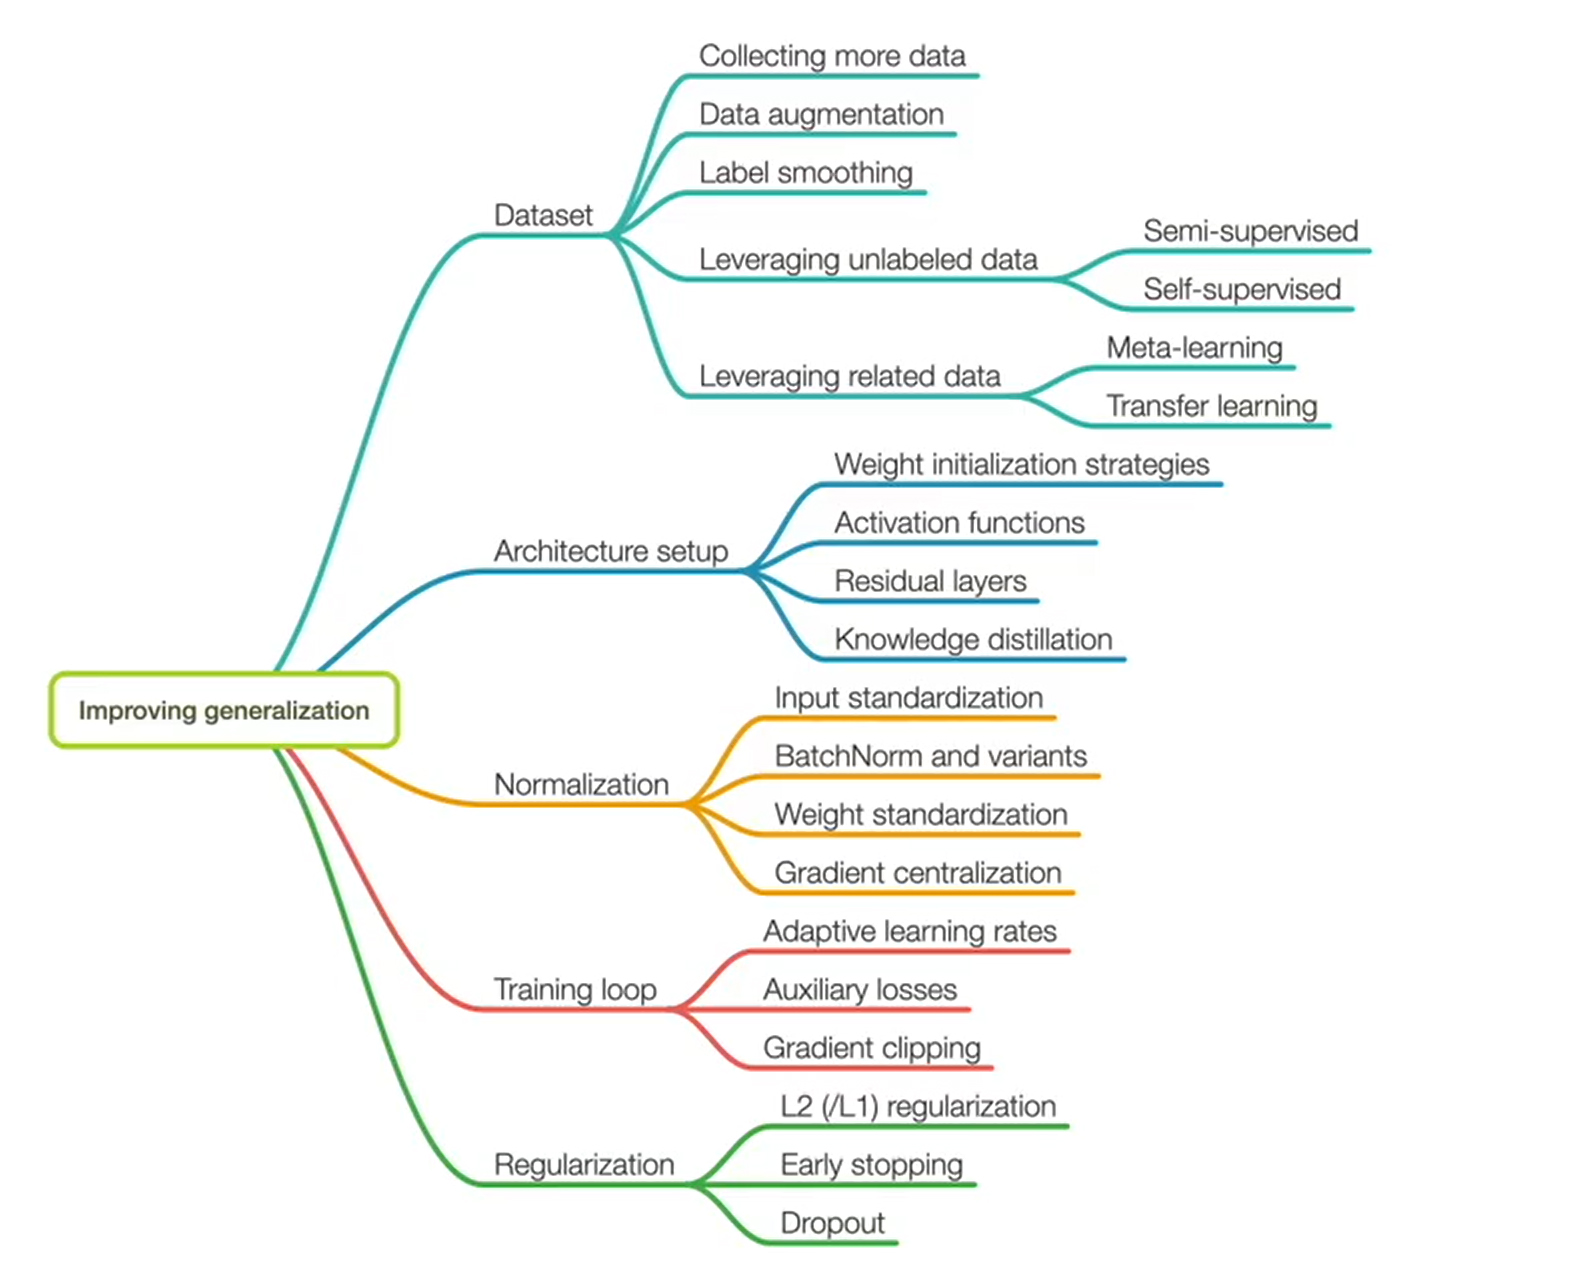 Improving generalization
Dataset
Collecting more data
Data augmentation
Label smoothing
Leveraging unlabeled data
Semi-supervised
Self-supervised
Leveraging related data
Meta-learning
Transfer learning
Architecture setup
Weight initialization strategies
Activation functions
Residual layers
Knowledge distillation
Normalization
Input standardization
BatchNorm and variants
Weight standardization
Gradient centralization
Training loop
Adaptive learning rates
Auxiliary losses
Gradient clipping
Regularization
L2 (/L1) regularization
Early stopping
Dropout